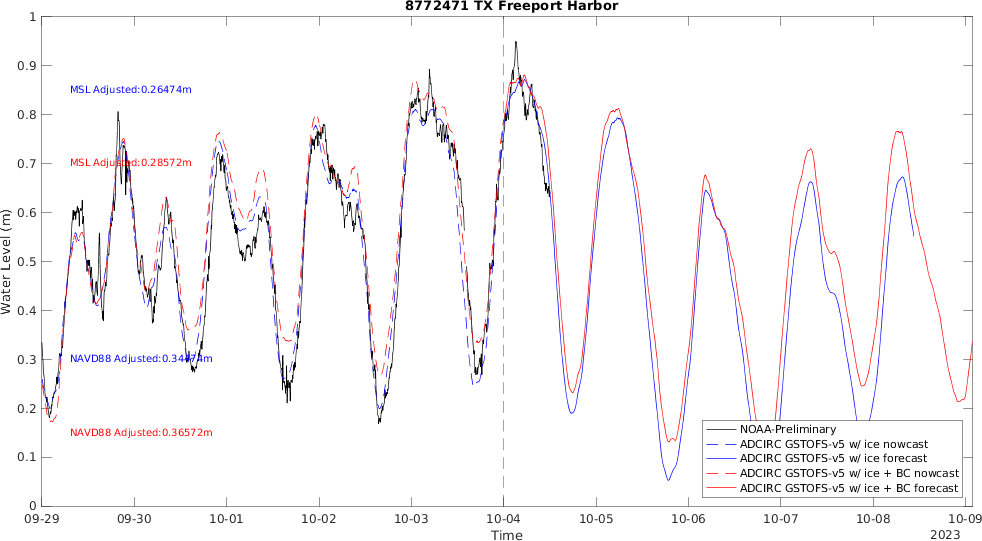 8772471 TX Freeport Harbor
1
0.9
0.8
0.7
0.6
0.5
0.4
0.3
0.2
0.1
0
Water Level (m)
MSL Adjusted:0.26474m
MSL Adjusted:0.28572m
NAVD88 Adjusted:0.34474m
NAVD88 Adjusted:0.36572m
NOAA-Preliminary
ADCIRC GSTOFS-v5 w/ ice nowcast
ADCIRC GSTOFS-v5 w/ ice forecast
ADCIRC GSTOFS-v5 w/ ice + BC nowcast
ADCIRC GSTOFS-v5 w/ ice + BC forecast
09-29 09-30 10-01 10-02 10-03 10-04 10-05 10-06 10-07 10-08 10-09
Time
2023